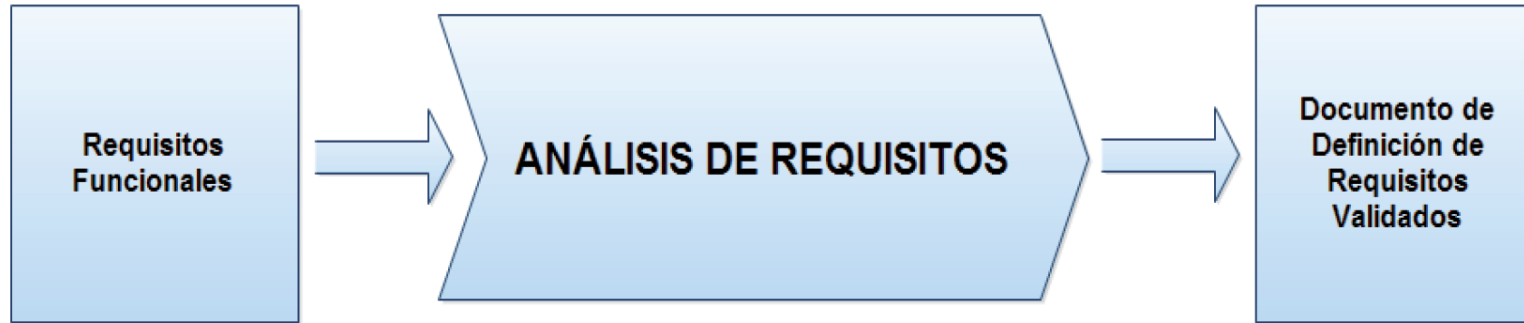 Requisitos
Funcionales
ANÁLISIS DE REQUISITOS
Documento de
Definición de
Requisitos
Validados